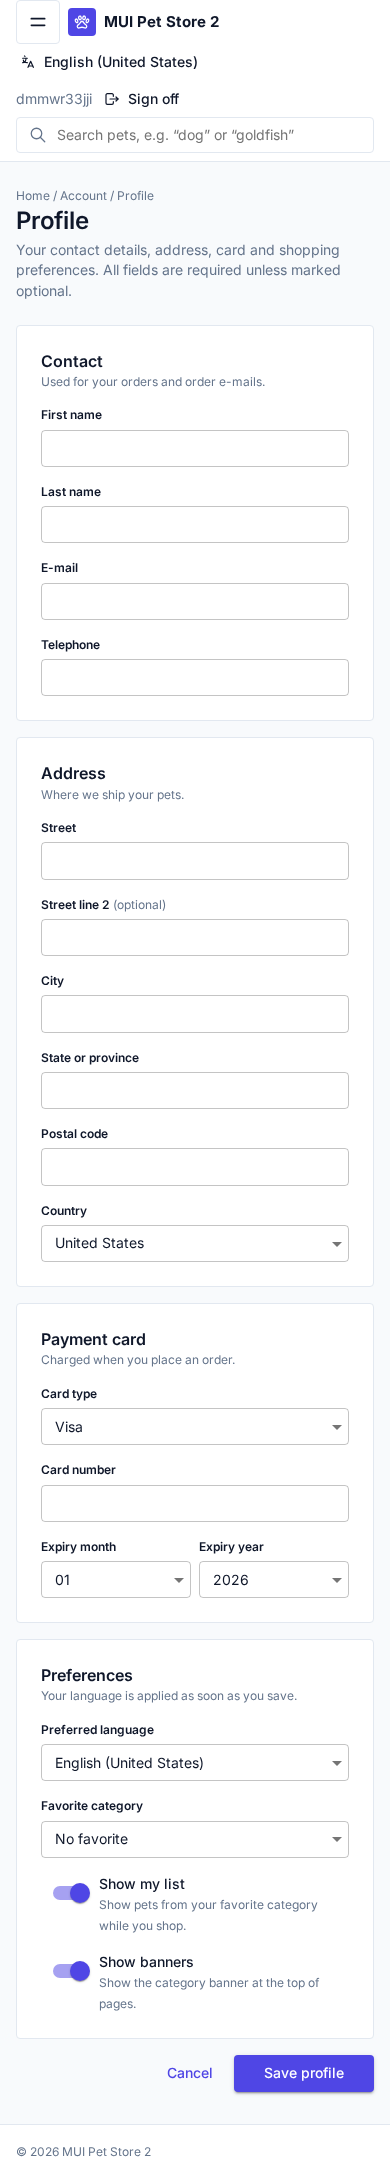 MUI Pet Store 2
English (United States)
dmmwr33jji Sign off
Search pets, e.g. “dog” or “goldfish”
Home / Account / Profile
Profile
Your contact details, address, card and shopping
preferences. All fields are required unless marked
optional.
Contact
Used for your orders and order e-mails.
First name
Last name
E-mail
Telephone
Address
Where we ship your pets.
Street
Street line 2 (optional)
City
State or province
Postal code
Country
United States
Payment card
Charged when you place an order.
Card type
Visa
Card number
Expiry month Expiry year
01 2026
Preferences
Your language is applied as soon as you save.
Preferred language
English (United States)
Favorite category
No favorite
Show my list
Show pets from your favorite category
while you shop.
Show banners
Show the category banner at the top of
pages.
Cancel Save profile
© 2026 MUI Pet Store 2